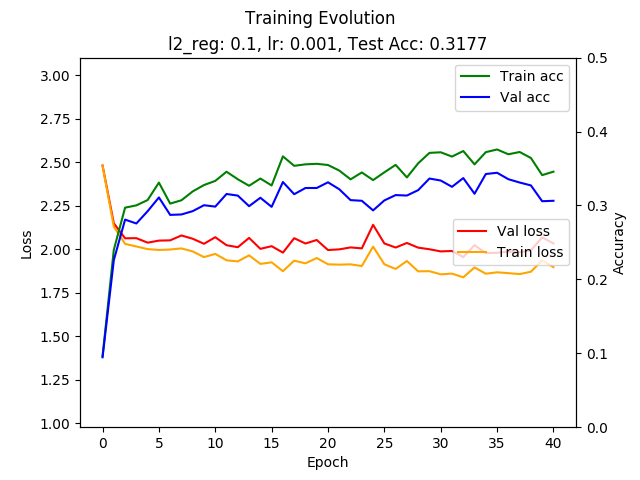 Training Evolution
l2_reg: 0.1, lr: 0.001, Test Acc: 0.3177
Train acc
Val acc
Val loss
Train loss
Loss
3.00
2.75
2.50
2.25
2.00
1.75
1.50
1.25
1.00
0.5
0.4
0.3
0.2
0.1
0.0
Accuracy
0 5 10 15 20 25 30 35 40
Epoch